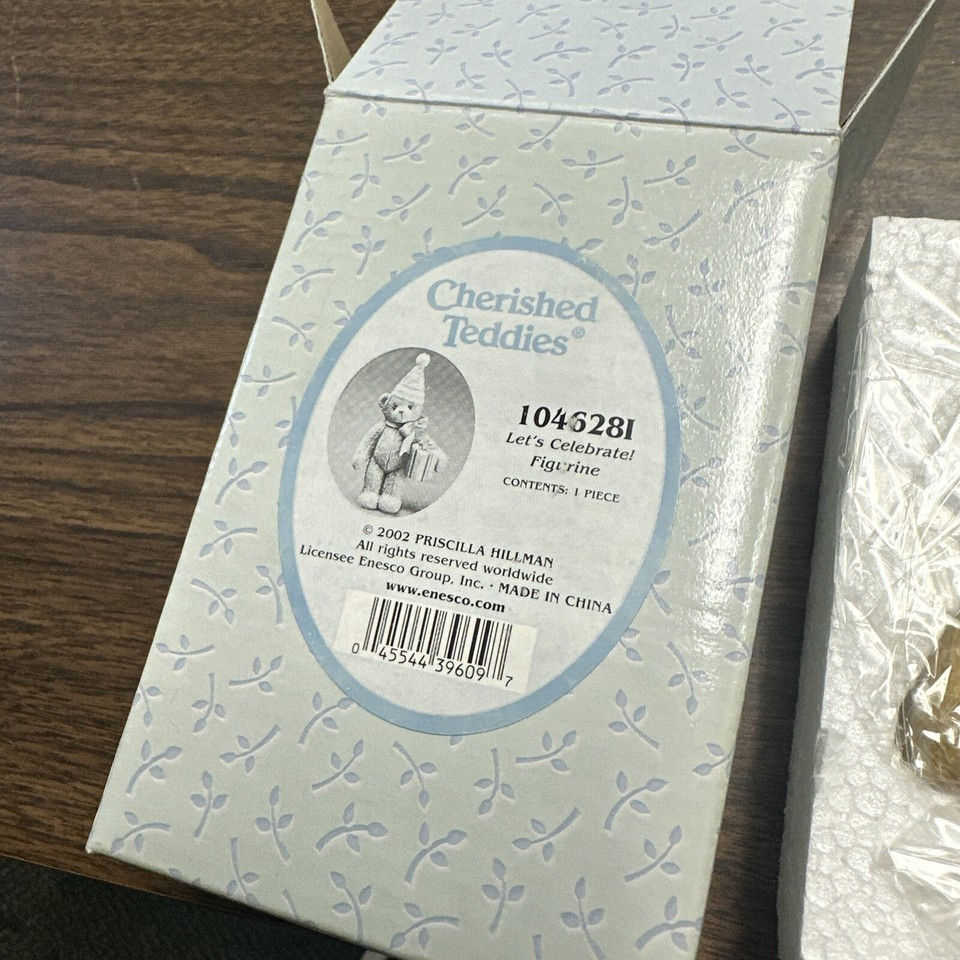 Cherished
Teddies®
104628I
Let's Celebrate!
Figurine
CONTENTS: 1 PIECE
© 2002 PRISCILLA HILLMAN
All rights reserved worldwide
Licensee Enesco Group, Inc. · MADE IN CHINA
www.enesco.com
0 45544 39609 7